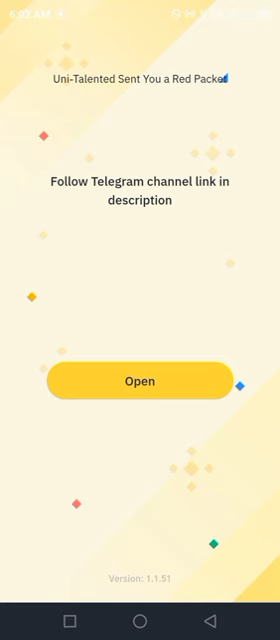 6:02 AM
Uni-Talented Sent You a Red Packet
Follow Telegram channel link in
description
Open
Version: 1.1.51